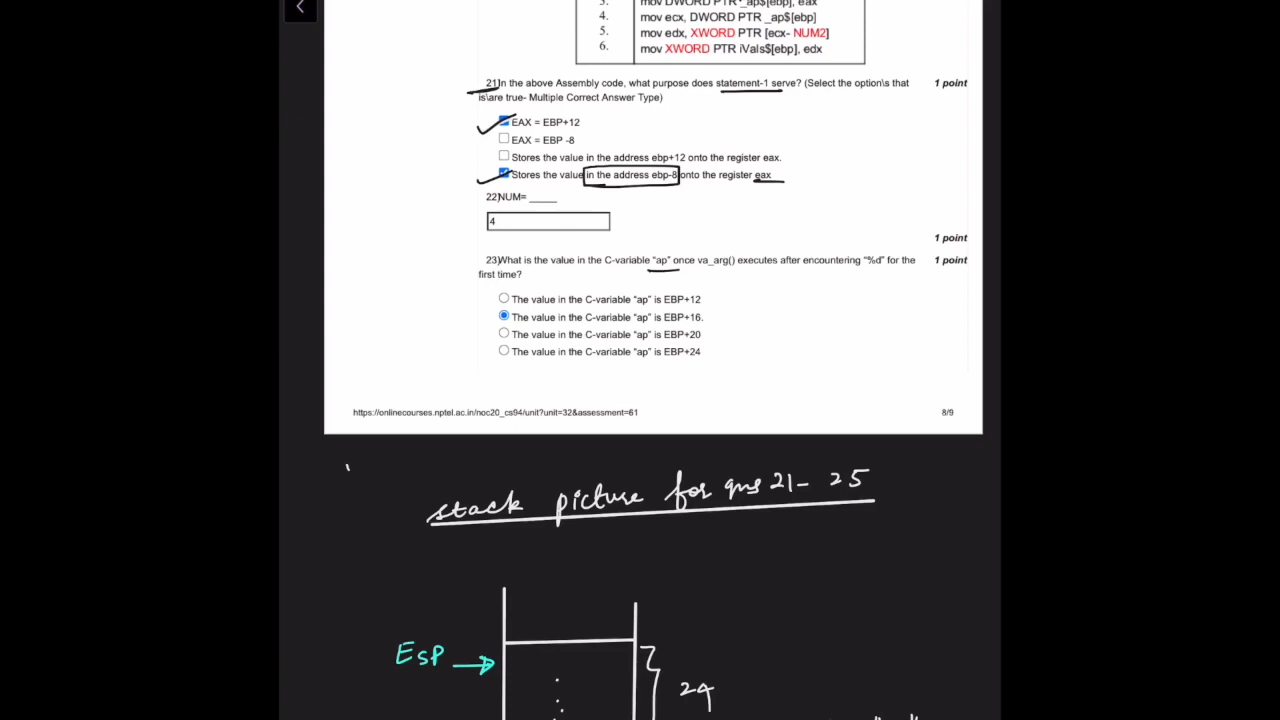 3. mov DWORD PTR _ap$[ebp], eax
4. mov ecx, DWORD PTR _ap$[ebp]
5. mov edx, XWORD PTR [ecx- NUM2]
6. mov XWORD PTR iVals$[ebp], edx
21)In the above Assembly code, what purpose does statement-1 serve? (Select the option\s that 1 point
is\are true- Multiple Correct Answer Type)
EAX = EBP+12
EAX = EBP -8
Stores the value in the address ebp+12 onto the register eax.
Stores the value in the address ebp-8 onto the register eax
22)NUM= _____
4
1 point
23)What is the value in the C-variable “ap” once va_arg() executes after encountering “%d” for the 1 point
first time?
The value in the C-variable “ap” is EBP+12
The value in the C-variable “ap” is EBP+16.
The value in the C-variable “ap” is EBP+20
The value in the C-variable “ap” is EBP+24
https://onlinecourses.nptel.ac.in/noc20_cs94/unit?unit=32&assessment=61 8/9
stack picture for qns 21- 25
ESP
24